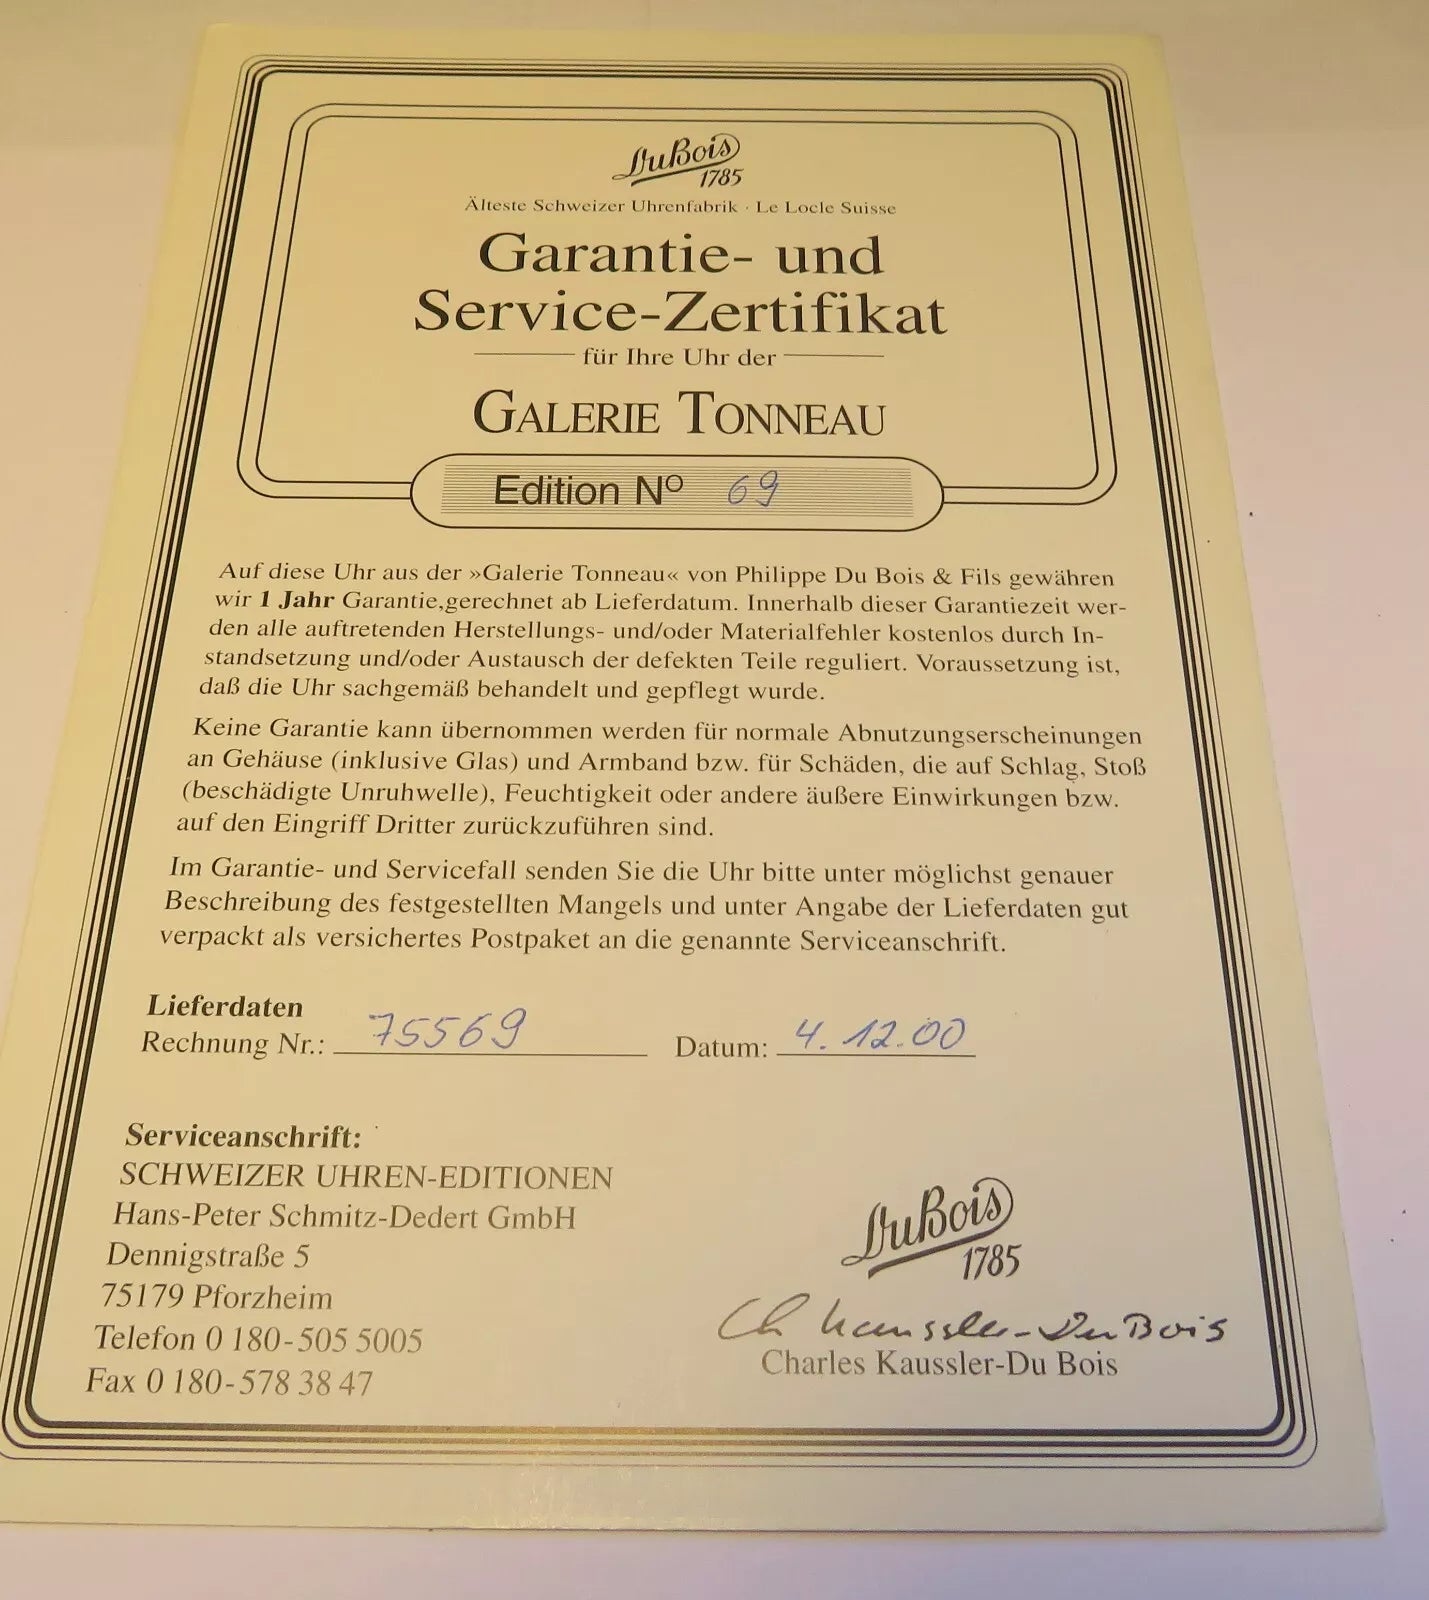 DuBois
1785
Älteste Schweizer Uhrenfabrik · Le Locle Suisse
Garantie- und
Service-Zertifikat
für Ihre Uhr der
GALERIE TONNEAU
Edition Nº 69
Auf diese Uhr aus der »Galerie Tonneau« von Philippe Du Bois & Fils gewähren
wir 1 Jahr Garantie,gerechnet ab Lieferdatum. Innerhalb dieser Garantiezeit wer-
den alle auftretenden Herstellungs- und/oder Materialfehler kostenlos durch In-
standsetzung und/oder Austausch der defekten Teile reguliert. Voraussetzung ist,
daß die Uhr sachgemäß behandelt und gepflegt wurde.
Keine Garantie kann übernommen werden für normale Abnutzungserscheinungen
an Gehäuse (inklusive Glas) und Armband bzw. für Schäden, die auf Schlag, Stoß
(beschädigte Unruhwelle), Feuchtigkeit oder andere äußere Einwirkungen bzw.
auf den Eingriff Dritter zurückzuführen sind.
Im Garantie- und Servicefall senden Sie die Uhr bitte unter möglichst genauer
Beschreibung des festgestellten Mangels und unter Angabe der Lieferdaten gut
verpackt als versichertes Postpaket an die genannte Serviceanschrift.
Lieferdaten
Rechnung Nr.: 75569 Datum: 4.12.00
Serviceanschrift:
SCHWEIZER UHREN-EDITIONEN
Hans-Peter Schmitz-Dedert GmbH
Dennigstraße 5
75179 Pforzheim
Telefon 0 180-505 5005
Fax 0 180-578 38 47
DuBois
1785
Ch Kaussler-Du Bois
Charles Kaussler-Du Bois